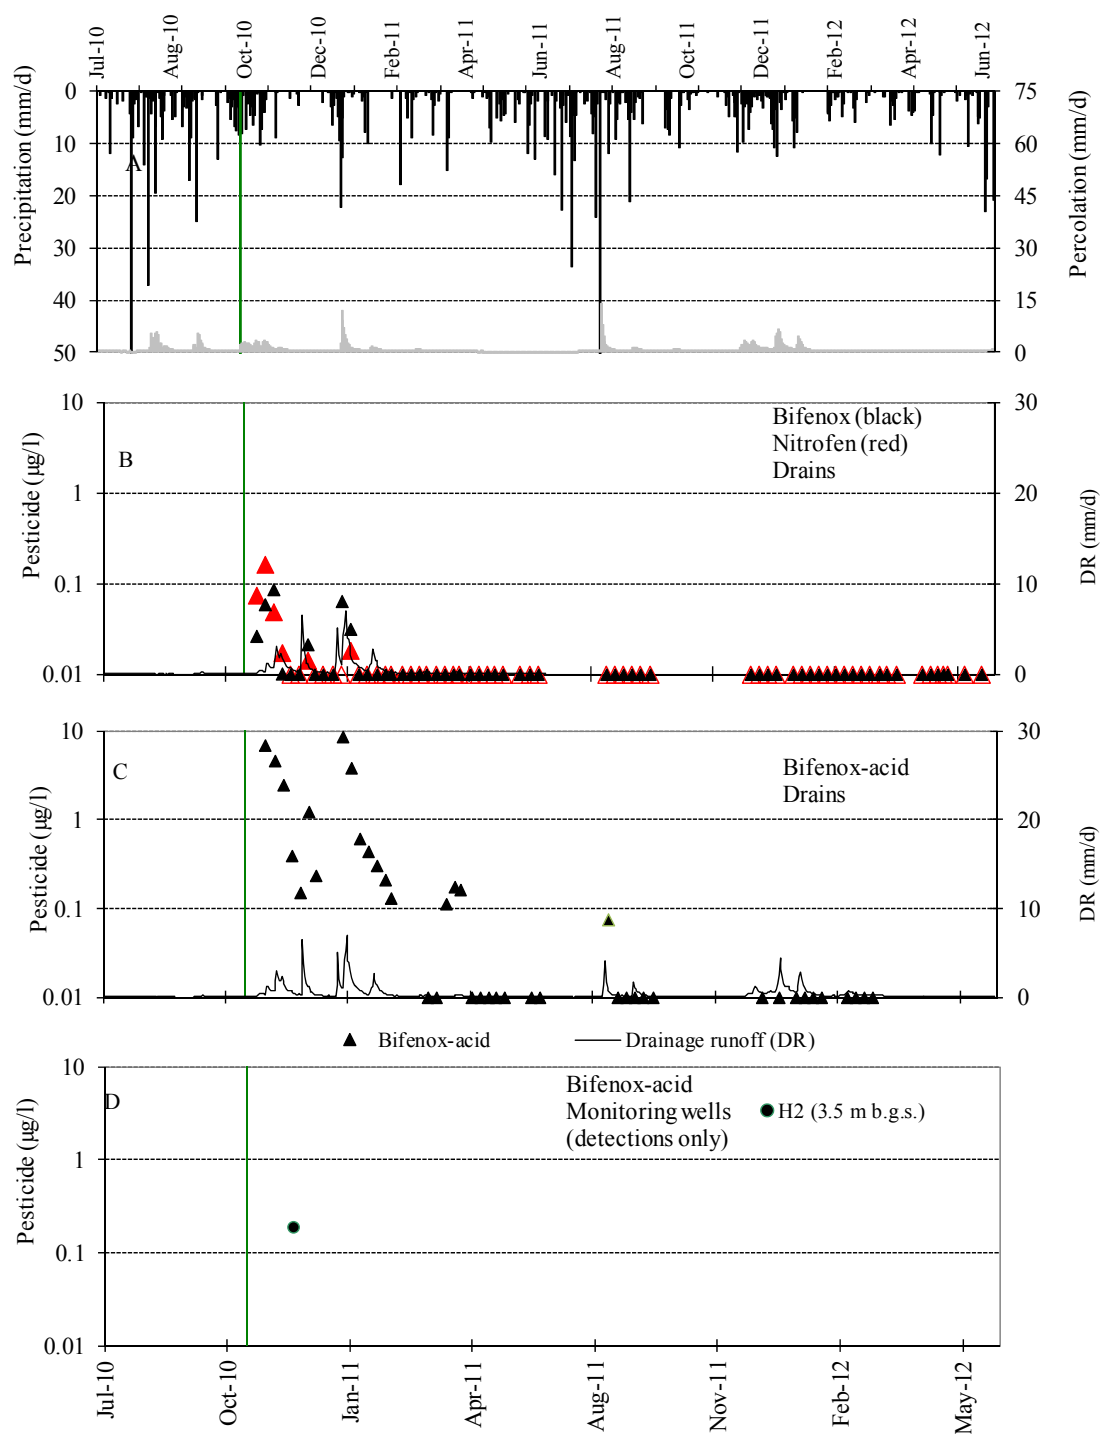 Jul-10 Aug-10 Oct-10 Dec-10 Feb-11 Apr-11 Jun-11 Aug-11 Oct-11 Dec-11 Feb-12 Apr-12 Jun-12
Precipitation (mm/d)
0
10
20
30
40
50
A
75
60
45
30
15
0
Percolation (mm/d)
Pesticide (µg/l)
10
1
0.1
0.01
B
Bifenox (black)
Nitrofen (red)
Drains
30
20
10
0
DR (mm/d)
Pesticide (µg/l)
10
1
0.1
0.01
C
Bifenox-acid
Drains
30
20
10
0
DR (mm/d)
Bifenox-acid Drainage runoff (DR)
Pesticide (µg/l)
10
1
0.1
0.01
D
Bifenox-acid
Monitoring wells
(detections only)
H2 (3.5 m b.g.s.)
Jul-10 Oct-10 Jan-11 Apr-11 Aug-11 Nov-11 Feb-12 May-12